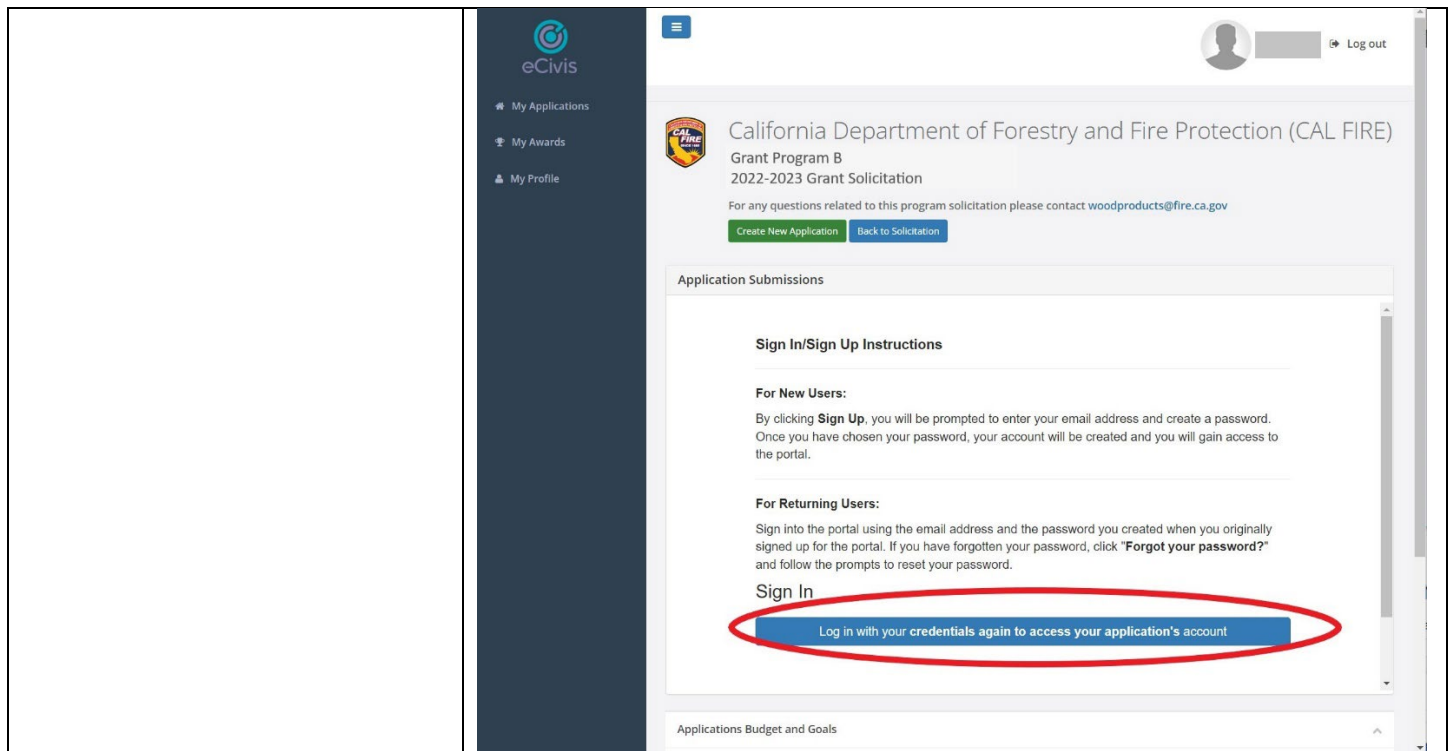 eCivis
Log out
My Applications
My Awards
My Profile
CAL
FIRE
California Department of Forestry and Fire Protection (CAL FIRE)
Grant Program B
2022-2023 Grant Solicitation
For any questions related to this program solicitation please contact woodproducts@fire.ca.gov
Create New Application Back to Solicitation
Application Submissions
Sign In/Sign Up Instructions
For New Users:
By clicking Sign Up, you will be prompted to enter your email address and create a password.
Once you have chosen your password, your account will be created and you will gain access to
the portal.
For Returning Users:
Sign into the portal using the email address and the password you created when you originally
signed up for the portal. If you have forgotten your password, click "Forgot your password?"
and follow the prompts to reset your password.
Sign In
Log in with your credentials again to access your application's account
Applications Budget and Goals